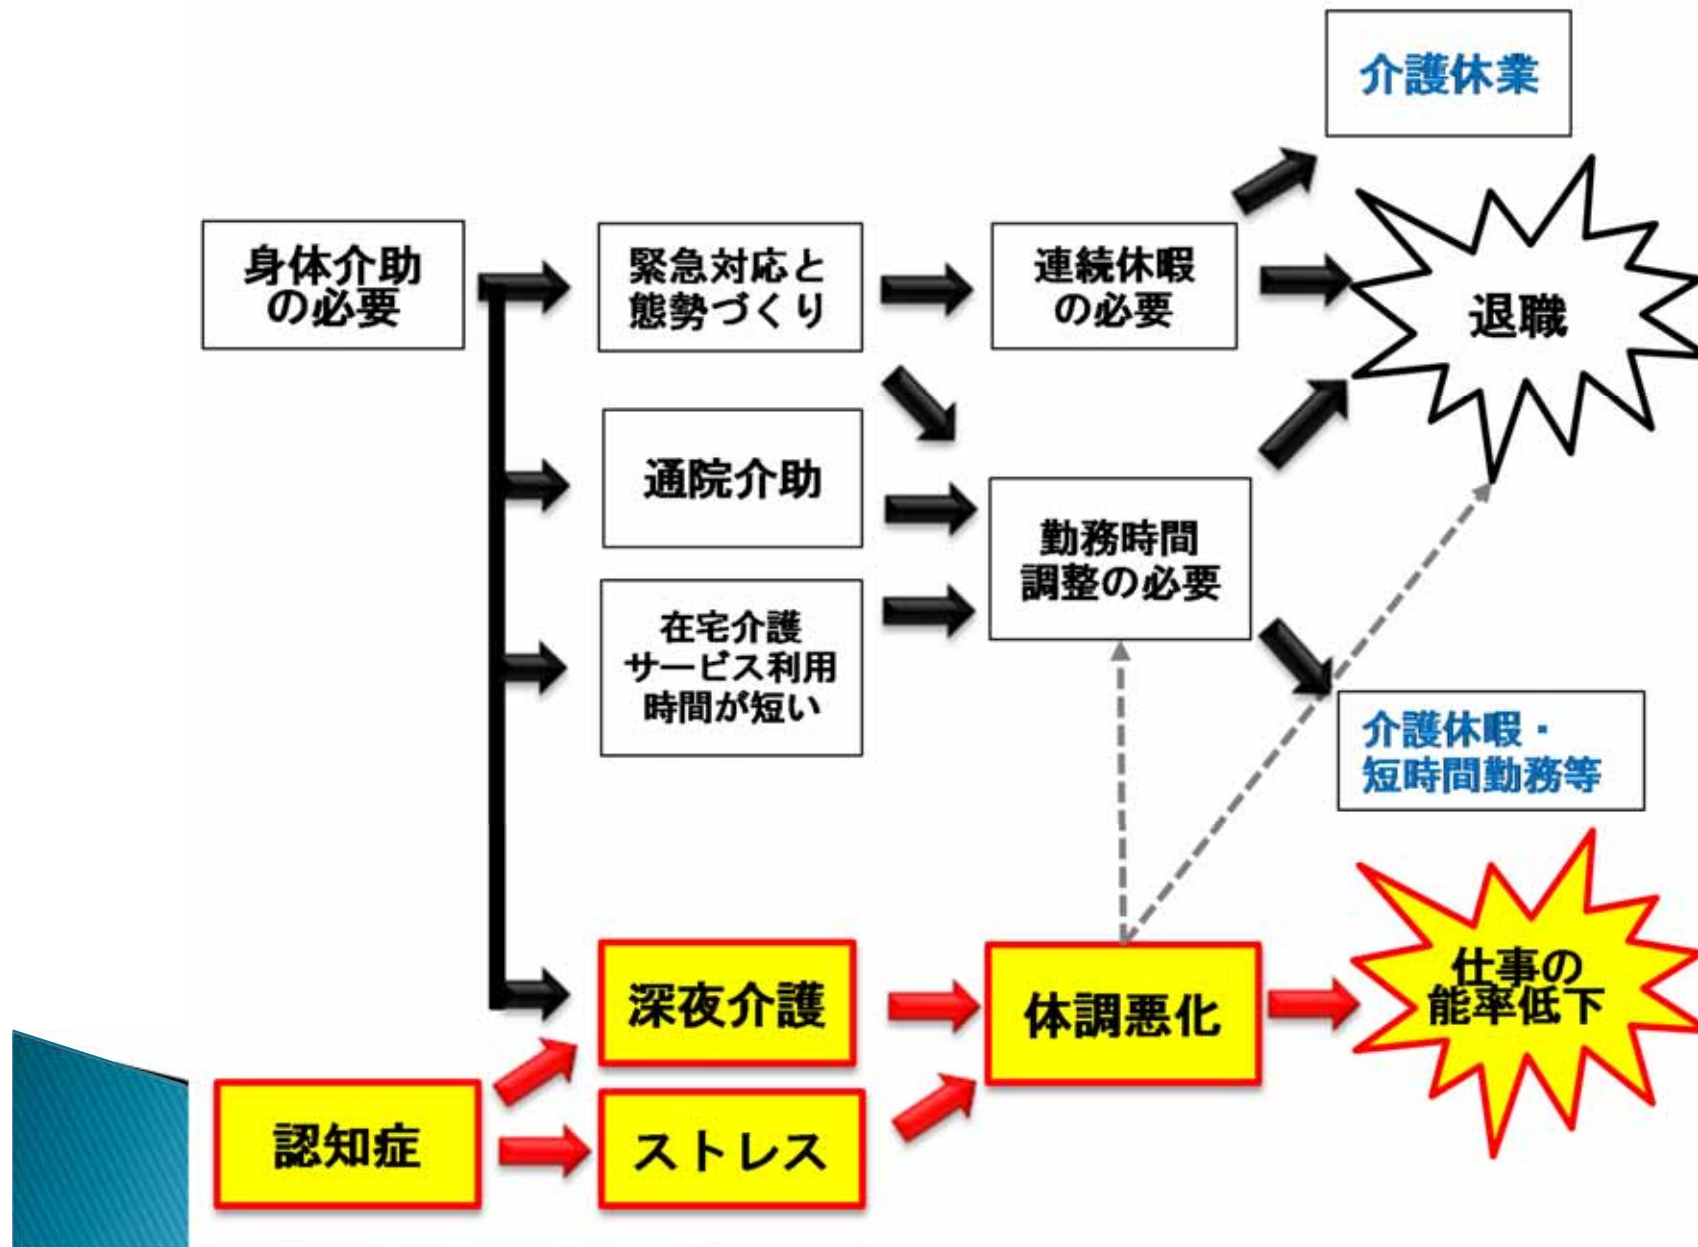 介護休業
身体介助
の必要
緊急対応と
態勢づくり
連続休暇
の必要
退職
通院介助
勤務時間
調整の必要
在宅介護
サービス利用
時間が短い
介護休暇・
短時間勤務等
深夜介護
体調悪化
仕事の
能率低下
認知症
ストレス